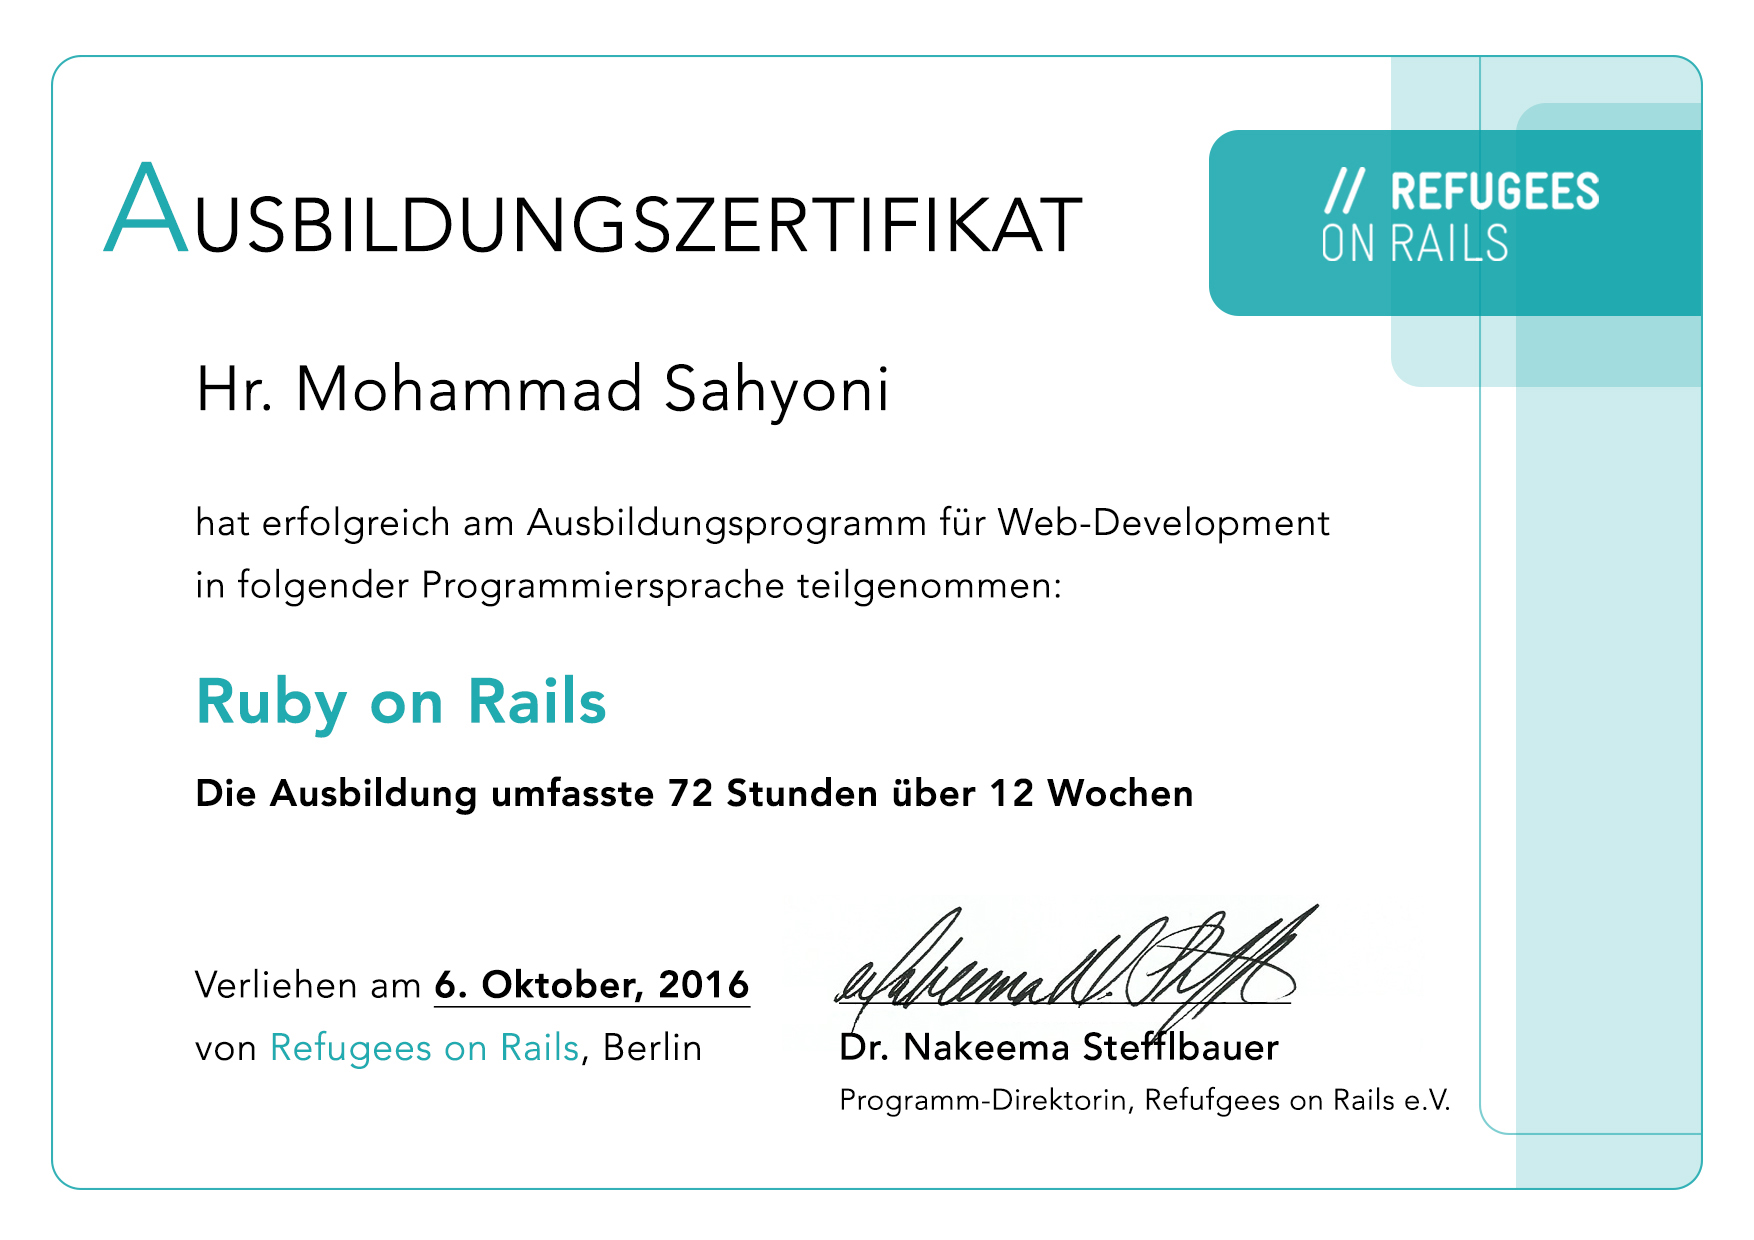 AUSBILDUNGSZERTIFIKAT
// REFUGEES
ON RAILS
Hr. Mohammad Sahyoni
hat erfolgreich am Ausbildungsprogramm für Web-Development
in folgender Programmiersprache teilgenommen:
Ruby on Rails
Die Ausbildung umfasste 72 Stunden über 12 Wochen
Verliehen am 6. Oktober, 2016
von Refugees on Rails, Berlin
Nakeema W. Stefflbauer
Dr. Nakeema Stefflbauer
Programm-Direktorin, Refufgees on Rails e.V.